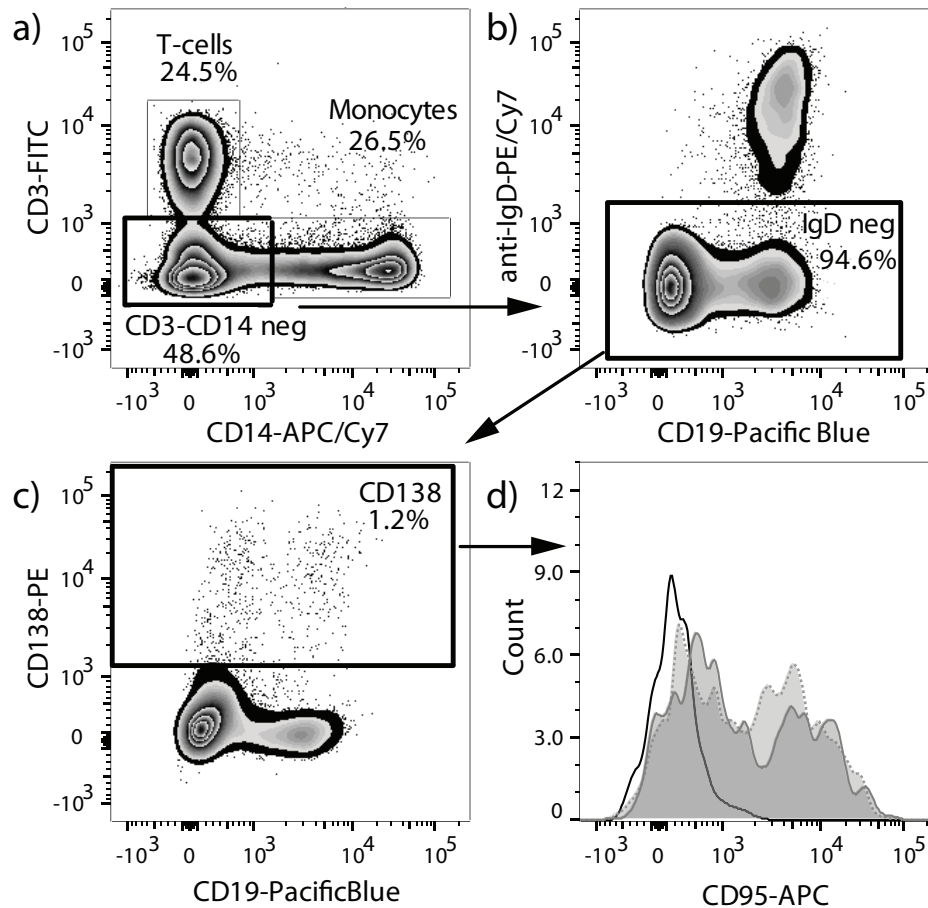 a)
T-cells
24.5%
Monocytes
26.5%
CD3-CD14 neg
48.6%
CD3-FITC
10^5
10^4
10^3
0
-10^3
-10^3 0 10^3 10^4 10^5
CD14-APC/Cy7
b)
IgD neg
94.6%
anti-IgD-PE/Cy7
10^5
10^4
10^3
0
-10^3
-10^3 0 10^3 10^4 10^5
CD19-Pacific Blue
c)
CD138
1.2%
CD138-PE
10^5
10^4
10^3
0
-10^3
-10^3 0 10^3 10^4 10^5
CD19-PacificBlue
d)
Count
12
9.0
6.0
3.0
0
-10^3 0 10^3 10^4 10^5
CD95-APC